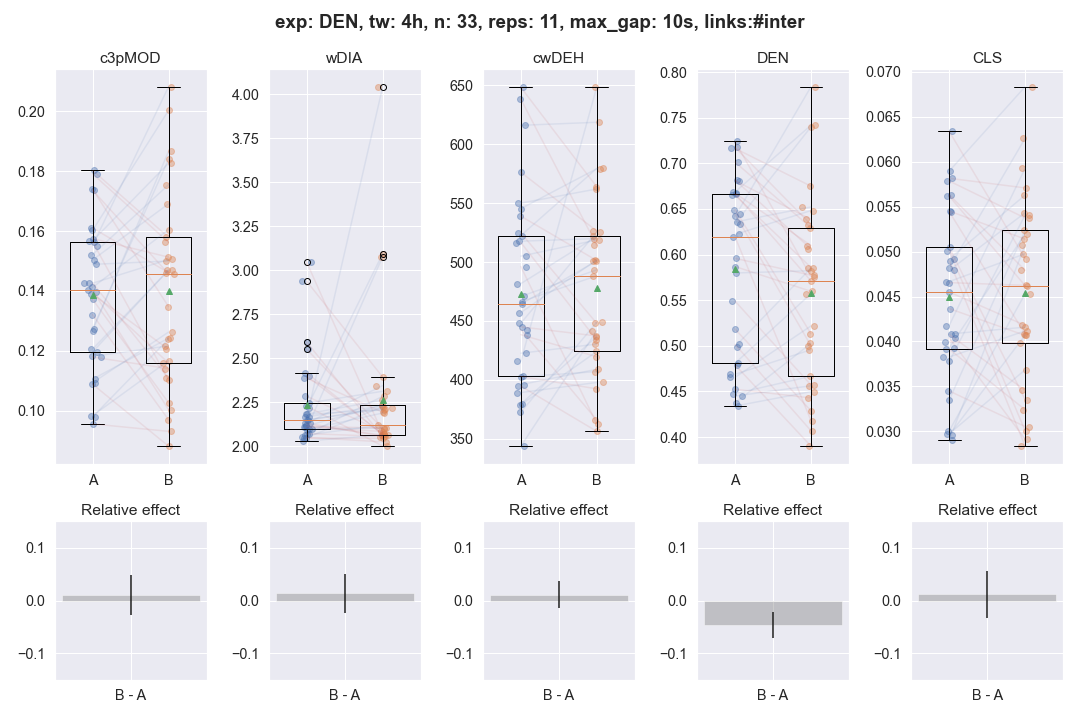 exp: DEN, tw: 4h, n: 33, reps: 11, max_gap: 10s, links:#inter
c3pMOD
0.20
0.18
0.16
0.14
0.12
0.10
A
B
wDIA
4.00
3.75
3.50
3.25
3.00
2.75
2.50
2.25
2.00
A
B
cwDEH
650
600
550
500
450
400
350
A
B
DEN
0.80
0.75
0.70
0.65
0.60
0.55
0.50
0.45
0.40
A
B
CLS
0.070
0.065
0.060
0.055
0.050
0.045
0.040
0.035
0.030
A
B
Relative effect
0.1
0.0
−0.1
B - A
Relative effect
0.1
0.0
−0.1
B - A
Relative effect
0.1
0.0
−0.1
B - A
Relative effect
0.1
0.0
−0.1
B - A
Relative effect
0.1
0.0
−0.1
B - A